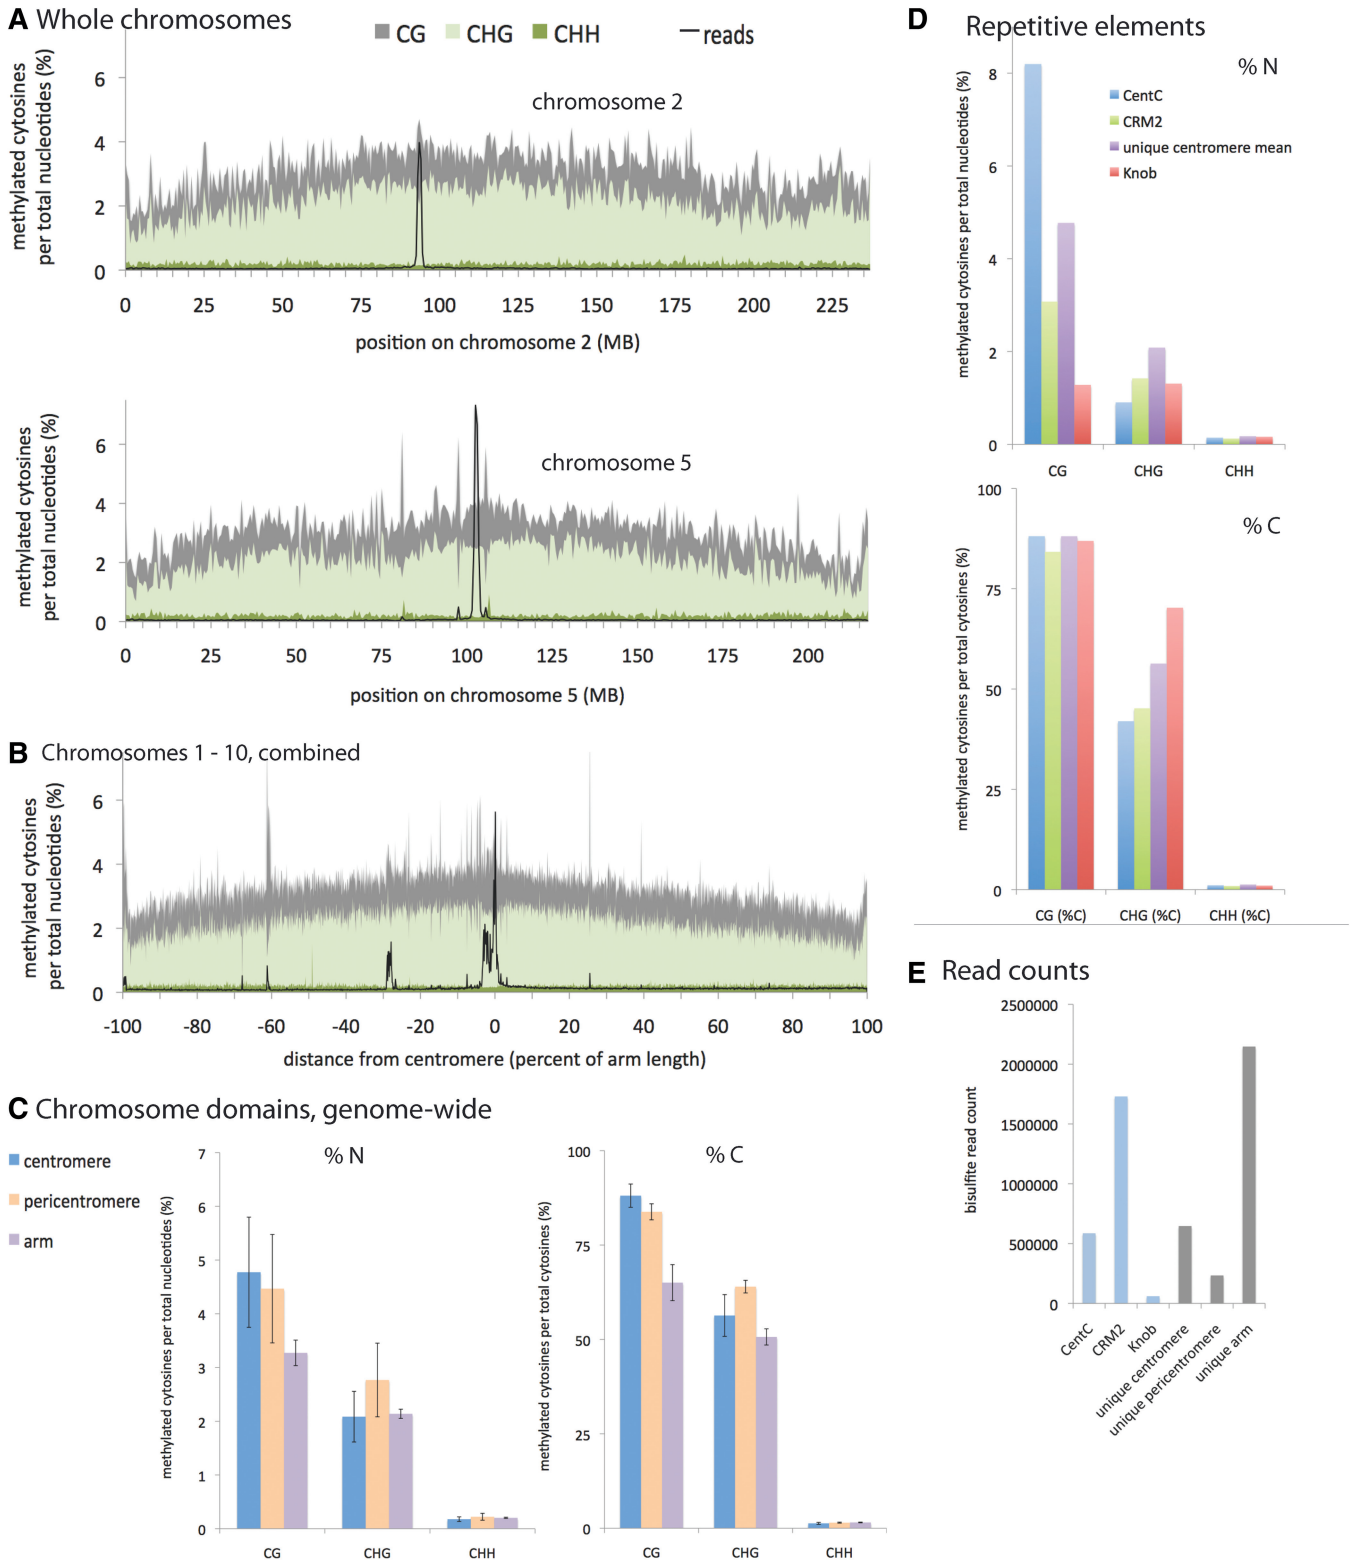 A Whole chromosomes
CG CHG CHH reads
methylated cytosines
per total nucleotides (%)
chromosome 2
6
4
2
0
0 25 50 75 100 125 150 175 200 225
position on chromosome 2 (MB)
methylated cytosines
per total nucleotides (%)
chromosome 5
6
4
2
0
0 25 50 75 100 125 150 175 200
position on chromosome 5 (MB)
B Chromosomes 1 - 10, combined
methylated cytosines
per total nucleotides (%)
6
4
2
0
-100 -80 -60 -40 -20 0 20 40 60 80 100
distance from centromere (percent of arm length)
C Chromosome domains, genome-wide
centromere
pericentromere
arm
% N
methylated cytosines per total nucleotides (%)
7
6
5
4
3
2
1
0
CG CHG CHH
% C
methylated cytosines per total cytosines (%)
100
75
50
25
0
CG CHG CHH
D Repetitive elements
% N
methylated cytosines per total nucleotides (%)
CentC
CRM2
unique centromere mean
Knob
8
6
4
2
0
CG CHG CHH
% C
methylated cytosines per total cytosines (%)
100
75
50
25
0
CG (%C) CHG (%C) CHH (%C)
E Read counts
bisulfite read count
2500000
2000000
1500000
1000000
500000
0
CentC
CRM2
Knob
unique centromere
unique pericentromere
unique arm